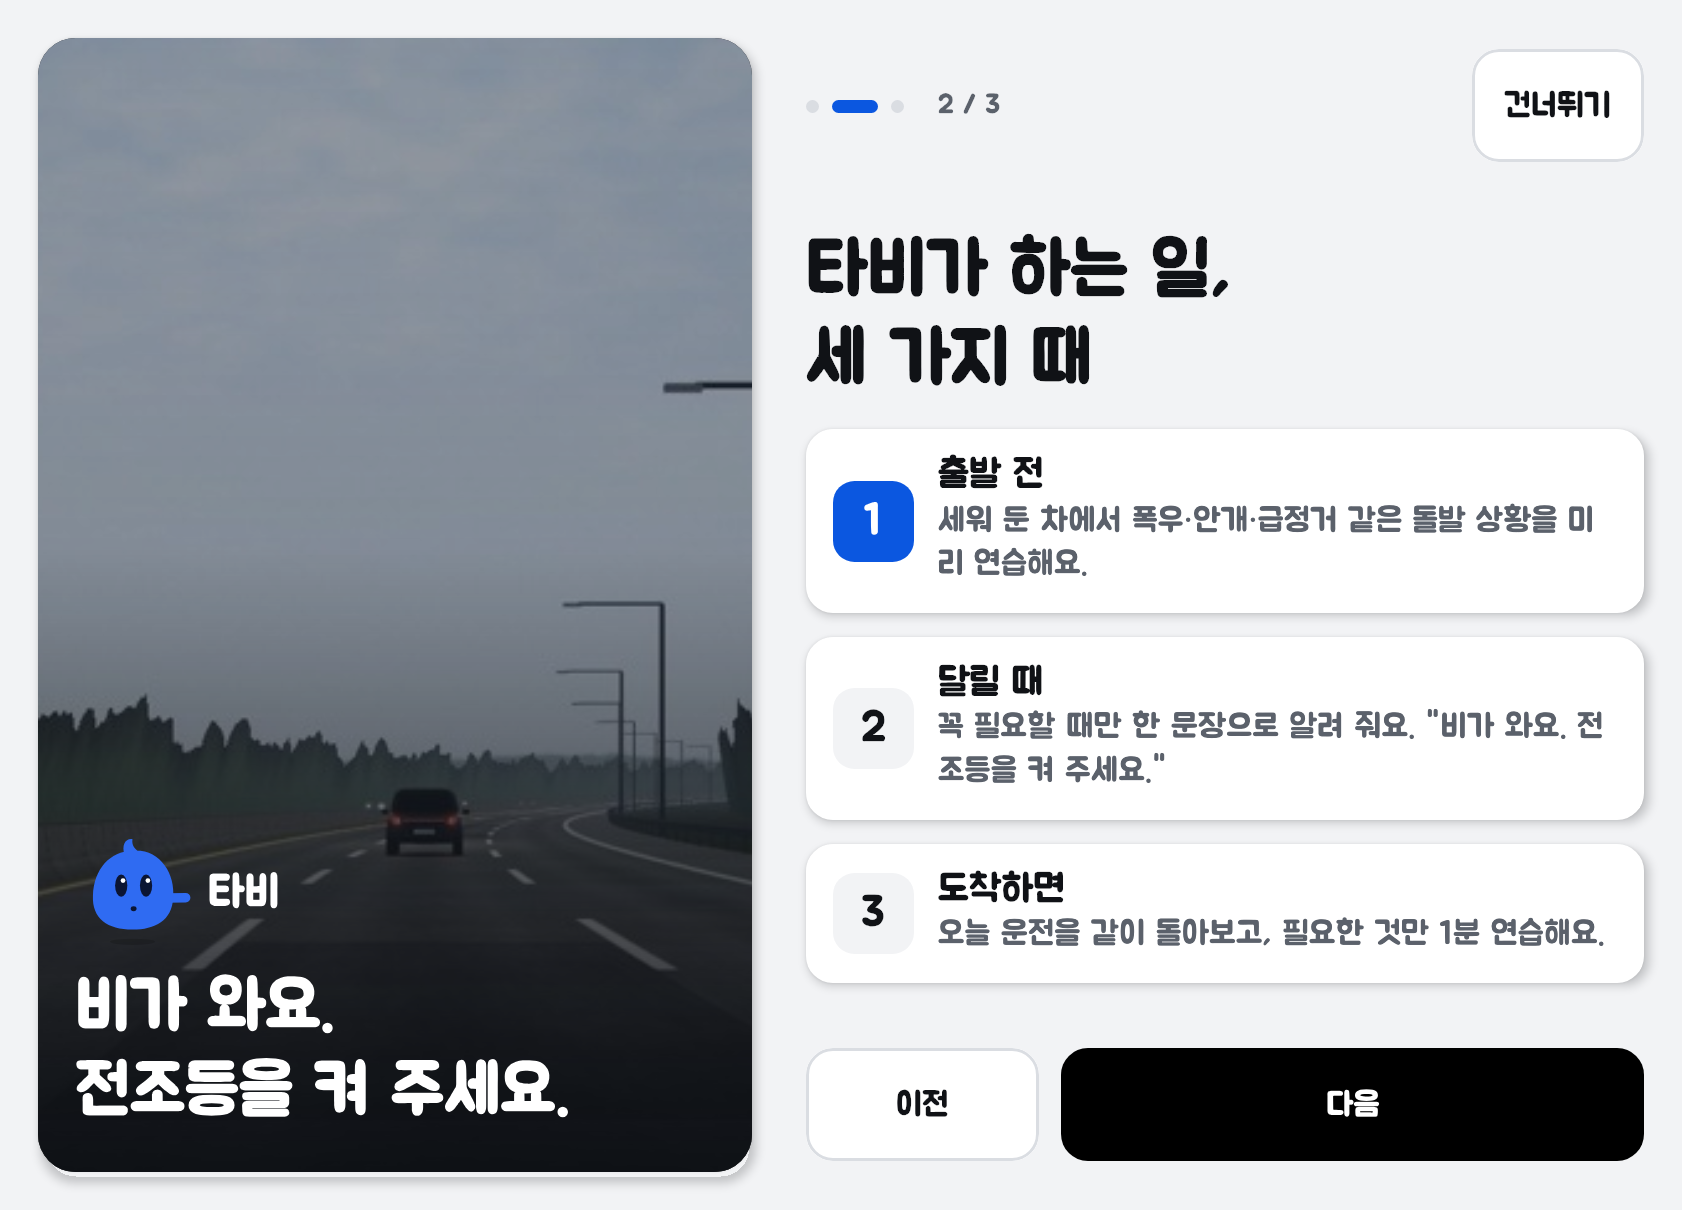 타비
비가 와요.
전조등을 켜 주세요.
2 / 3
건너뛰기
타비가 하는 일,
세 가지 때
1
출발 전
세워 둔 차에서 폭우·안개·급정거 같은 돌발 상황을 미
리 연습해요.
2
달릴 때
꼭 필요할 때만 한 문장으로 알려 줘요. "비가 와요. 전
조등을 켜 주세요."
3
도착하면
오늘 운전을 같이 돌아보고, 필요한 것만 1분 연습해요.
이전
다음